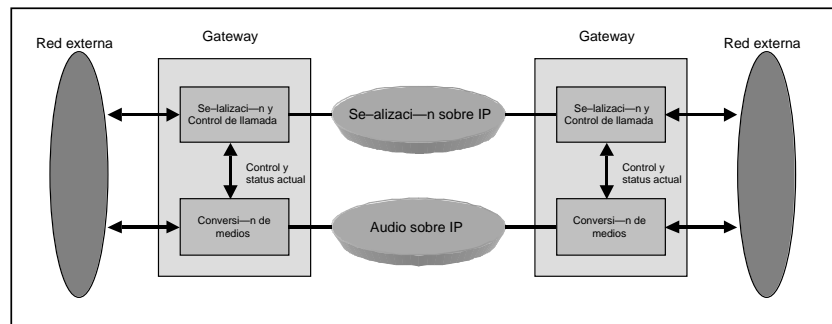 Red externa
Gateway
Gateway
Red externa
Se–lalizaci—n y
Control de llamada
Se–alizaci—n sobre IP
Se–lalizaci—n y
Control de llamada
Control y
status actual
Control y
status actual
Conversi—n de
medios
Audio sobre IP
Conversi—n de
medios